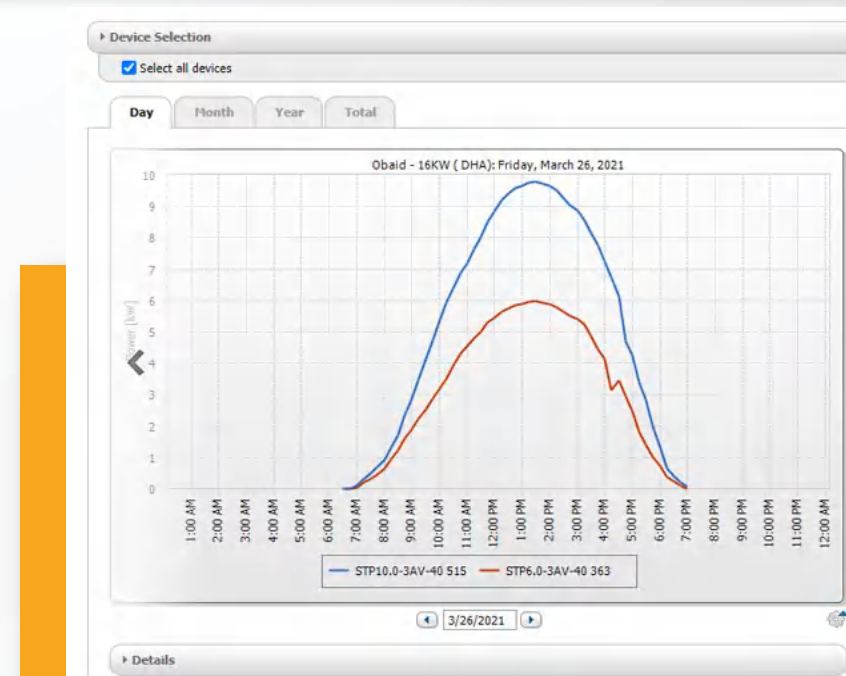 Device Selection
Select all devices
Day Month Year Total
Obaid - 16KW ( DHA): Friday, March 26, 2021
10
9
8
7
6
5
4
3
2
1
0
Power [kW]
1:00 AM 2:00 AM 3:00 AM 4:00 AM 5:00 AM 6:00 AM 7:00 AM 8:00 AM 9:00 AM 10:00 AM 11:00 AM 12:00 PM 1:00 PM 2:00 PM 3:00 PM 4:00 PM 5:00 PM 6:00 PM 7:00 PM 8:00 PM 9:00 PM 10:00 PM 11:00 PM 12:00 AM
STP10.0-3AV-40 515 STP6.0-3AV-40 363
3/26/2021
Details